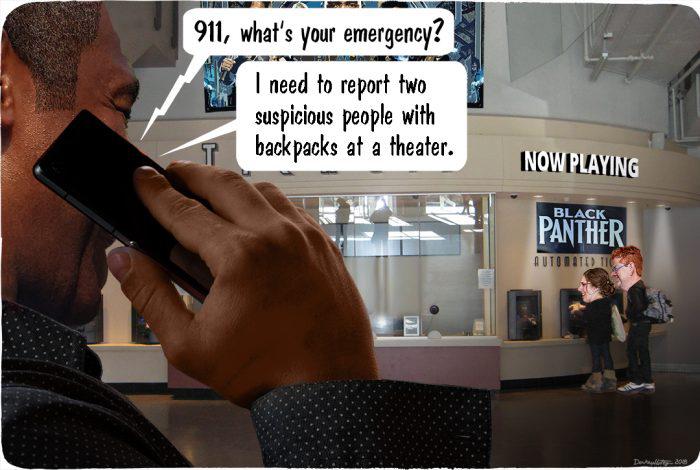 911, what's your emergency?
I need to report two
suspicious people with
backpacks at a theater.
NOW PLAYING
BLACK
PANTHER
AUTOMATED
2018